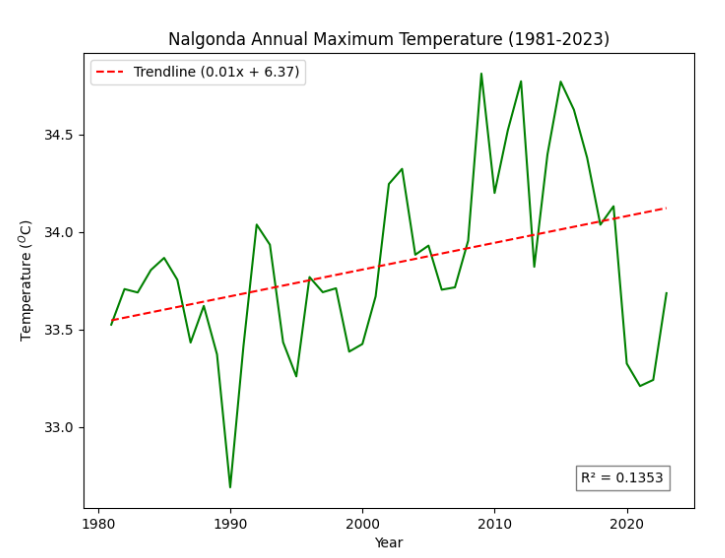 Nalgonda Annual Maximum Temperature (1981-2023)
Trendline (0.01x + 6.37)
34.5
34.0
33.5
33.0
Temperature (⁰C)
R² = 0.1353
1980 1990 2000 2010 2020
Year